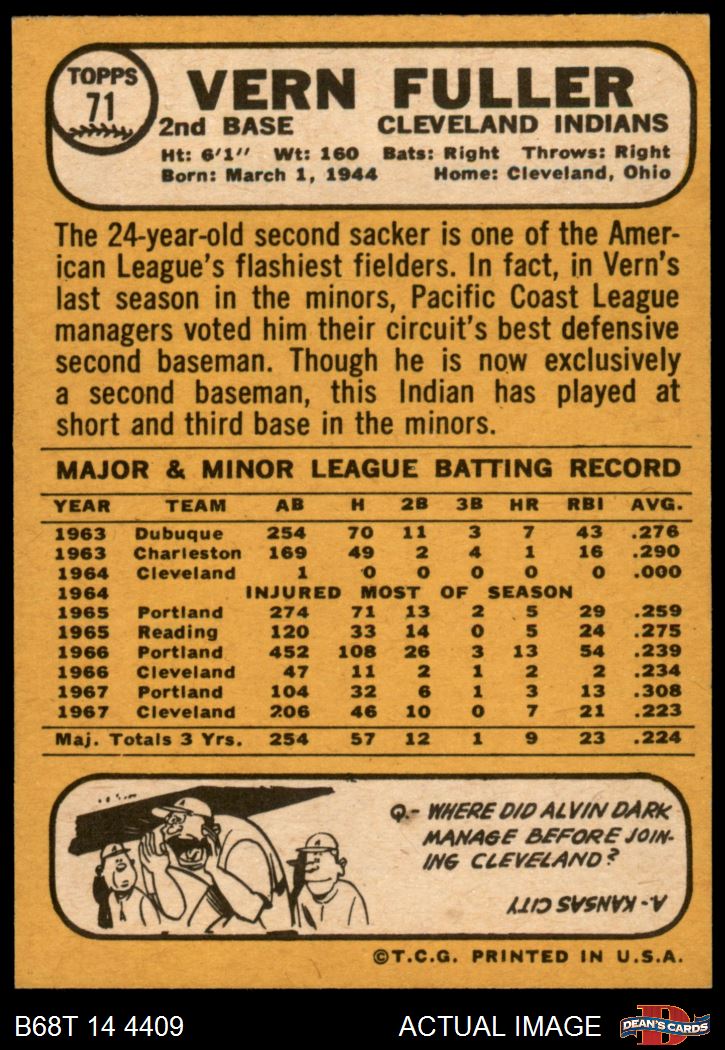 TOPPS
71
VERN FULLER
2nd BASE CLEVELAND INDIANS
Ht: 6'1" Wt: 160 Bats: Right Throws: Right
Born: March 1, 1944 Home: Cleveland, Ohio
The 24-year-old second sacker is one of the Amer-
ican League's flashiest fielders. In fact, in Vern's
last season in the minors, Pacific Coast League
managers voted him their circuit's best defensive
second baseman. Though he is now exclusively
a second baseman, this Indian has played at
short and third base in the minors.
MAJOR & MINOR LEAGUE BATTING RECORD
YEAR TEAM AB H 2B 3B HR RBI AVG.
1963 Dubuque 254 70 11 3 7 43 .276
1963 Charleston 169 49 2 4 1 16 .290
1964 Cleveland 1 0 0 0 0 0 .000
1964 INJURED MOST OF SEASON
1965 Portland 274 71 13 2 5 29 .259
1965 Reading 120 33 14 0 5 24 .275
1966 Portland 452 108 26 3 13 54 .239
1966 Cleveland 47 11 2 1 2 2 .234
1967 Portland 104 32 6 1 3 13 .308
1967 Cleveland 206 46 10 0 7 21 .223
Maj. Totals 3 Yrs. 254 57 12 1 9 23 .224
Q.- WHERE DID ALVIN DARK
MANAGE BEFORE JOIN-
ING CLEVELAND?
A.- KANSAS CITY
©T.C.G. PRINTED IN U.S.A.
B68T 14 4409 ACTUAL IMAGE DEAN'S CARDS